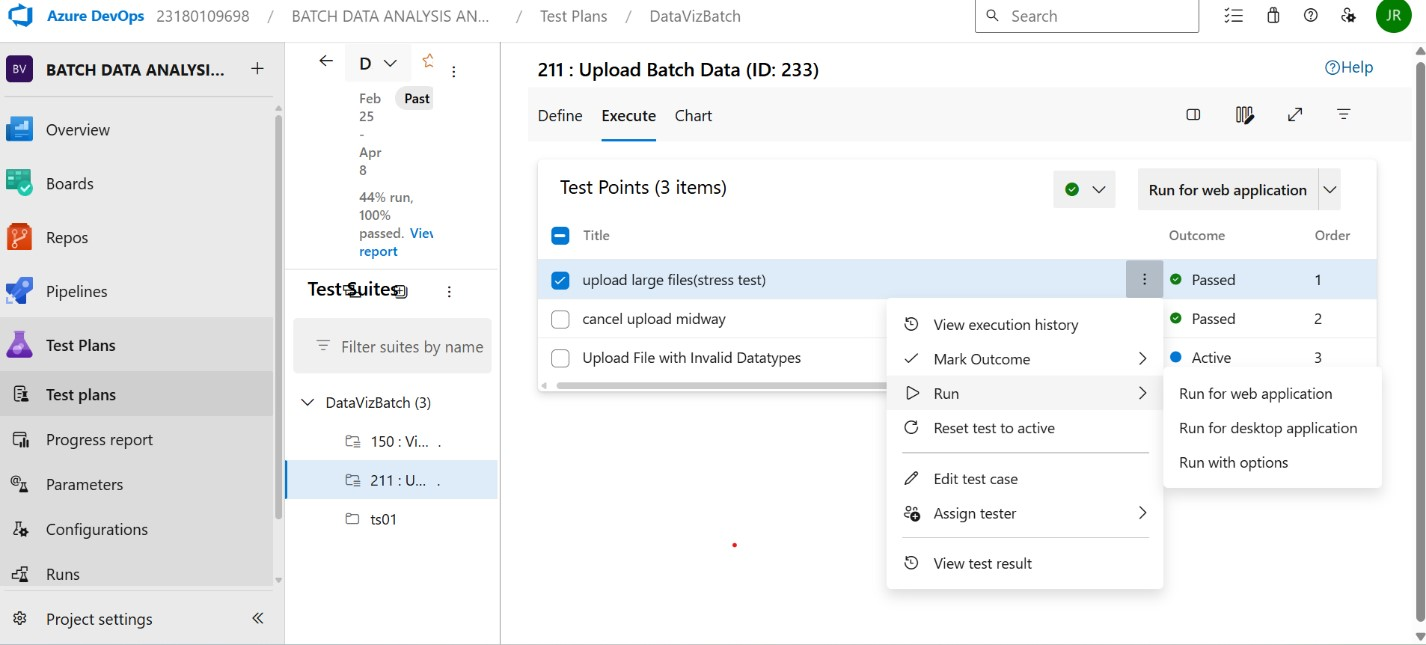 Azure DevOps 23180109698 / BATCH DATA ANALYSIS AN... / Test Plans / DataVizBatch
Search
JR
BV BATCH DATA ANALYSI... +
Overview
Boards
Repos
Pipelines
Test Plans
Test plans
Progress report
Parameters
Configurations
Runs
Project settings
D
Feb 25 Past
-
Apr
8
44% run,
100%
passed. View
report
Test Suites
Filter suites by name
DataVizBatch (3)
150 : Vi... .
211 : U... .
ts01
211 : Upload Batch Data (ID: 233)
Help
Define Execute Chart
Test Points (3 items)
Run for web application
Title Outcome Order
upload large files(stress test) Passed 1
cancel upload midway Passed 2
Upload File with Invalid Datatypes Active 3
View execution history
Mark Outcome
Run
Reset test to active
Edit test case
Assign tester
View test result
Run for web application
Run for desktop application
Run with options